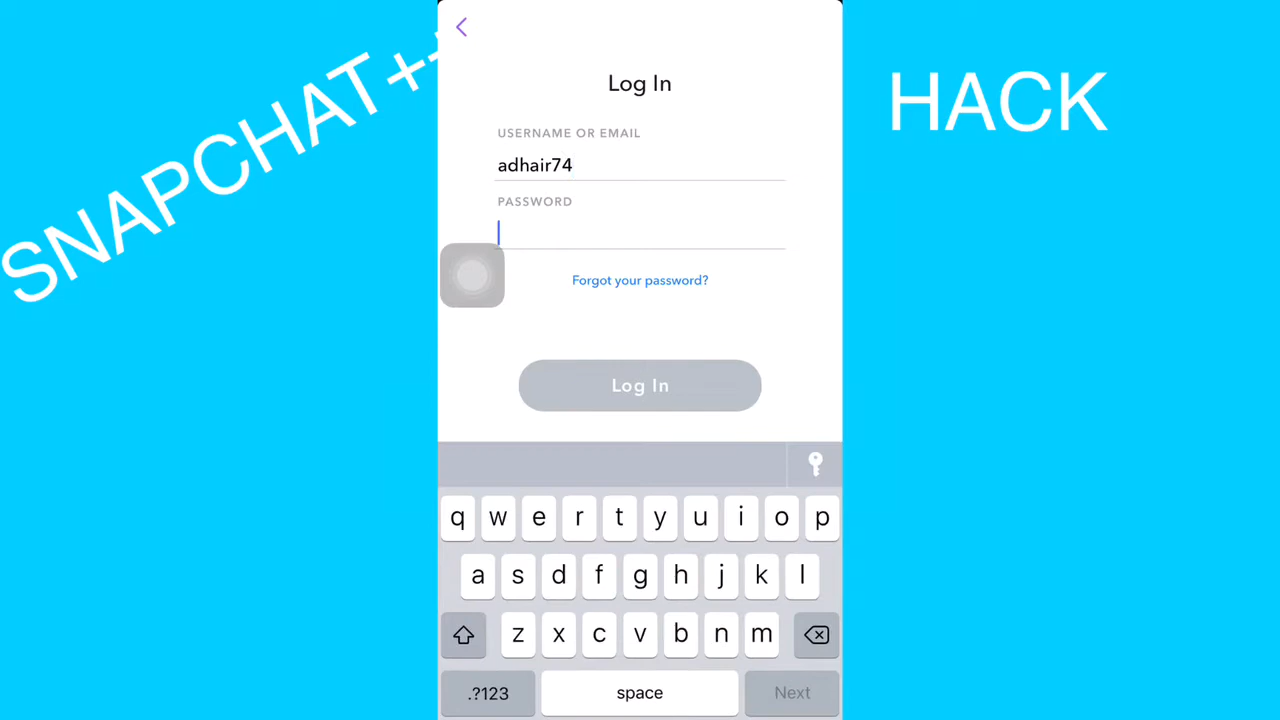 SNAPCHAT++
HACK
Log In
USERNAME OR EMAIL
adhair74
PASSWORD
Forgot your password?
Log In
q w e r t y u i o p
a s d f g h j k l
z x c v b n m
.?123 space Next